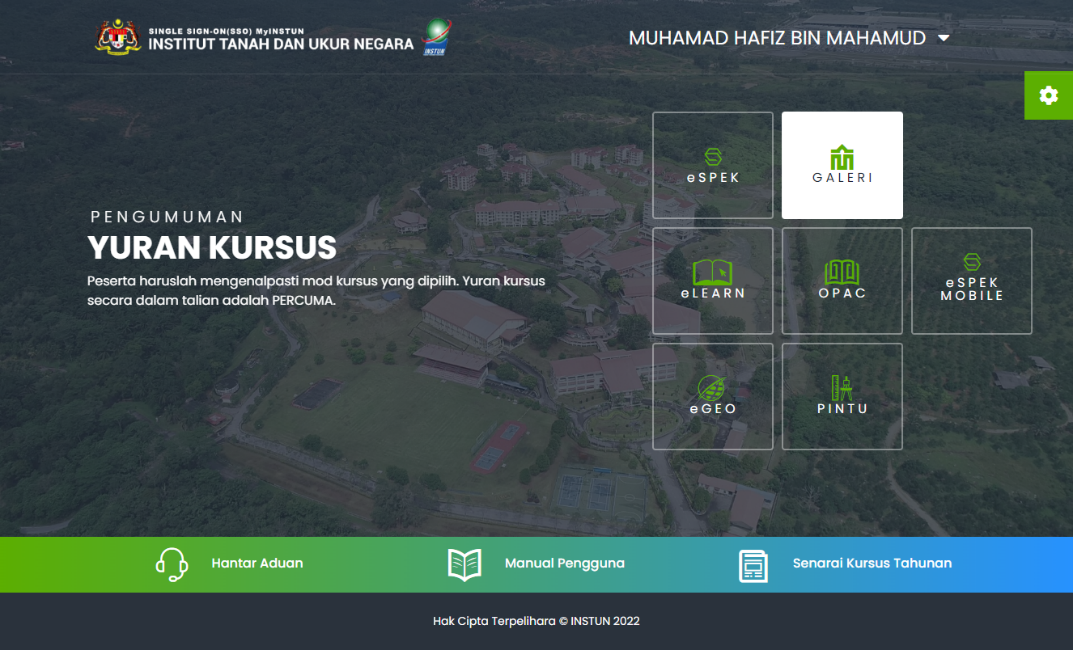 SINGLE SIGN-ON(SSO) MyINSTUN
INSTITUT TANAH DAN UKUR NEGARA
INSTUN
MUHAMAD HAFIZ BIN MAHAMUD
PENGUMUMAN
YURAN KURSUS
Peserta haruslah mengenalpasti mod kursus yang dipilih. Yuran kursus
secara dalam talian adalah PERCUMA.
eSPEK
GALERI
eLEARN
OPAC
eSPEK
MOBILE
eGEO
PINTU
Hantar Aduan
Manual Pengguna
Senarai Kursus Tahunan
Hak Cipta Terpelihara © INSTUN 2022